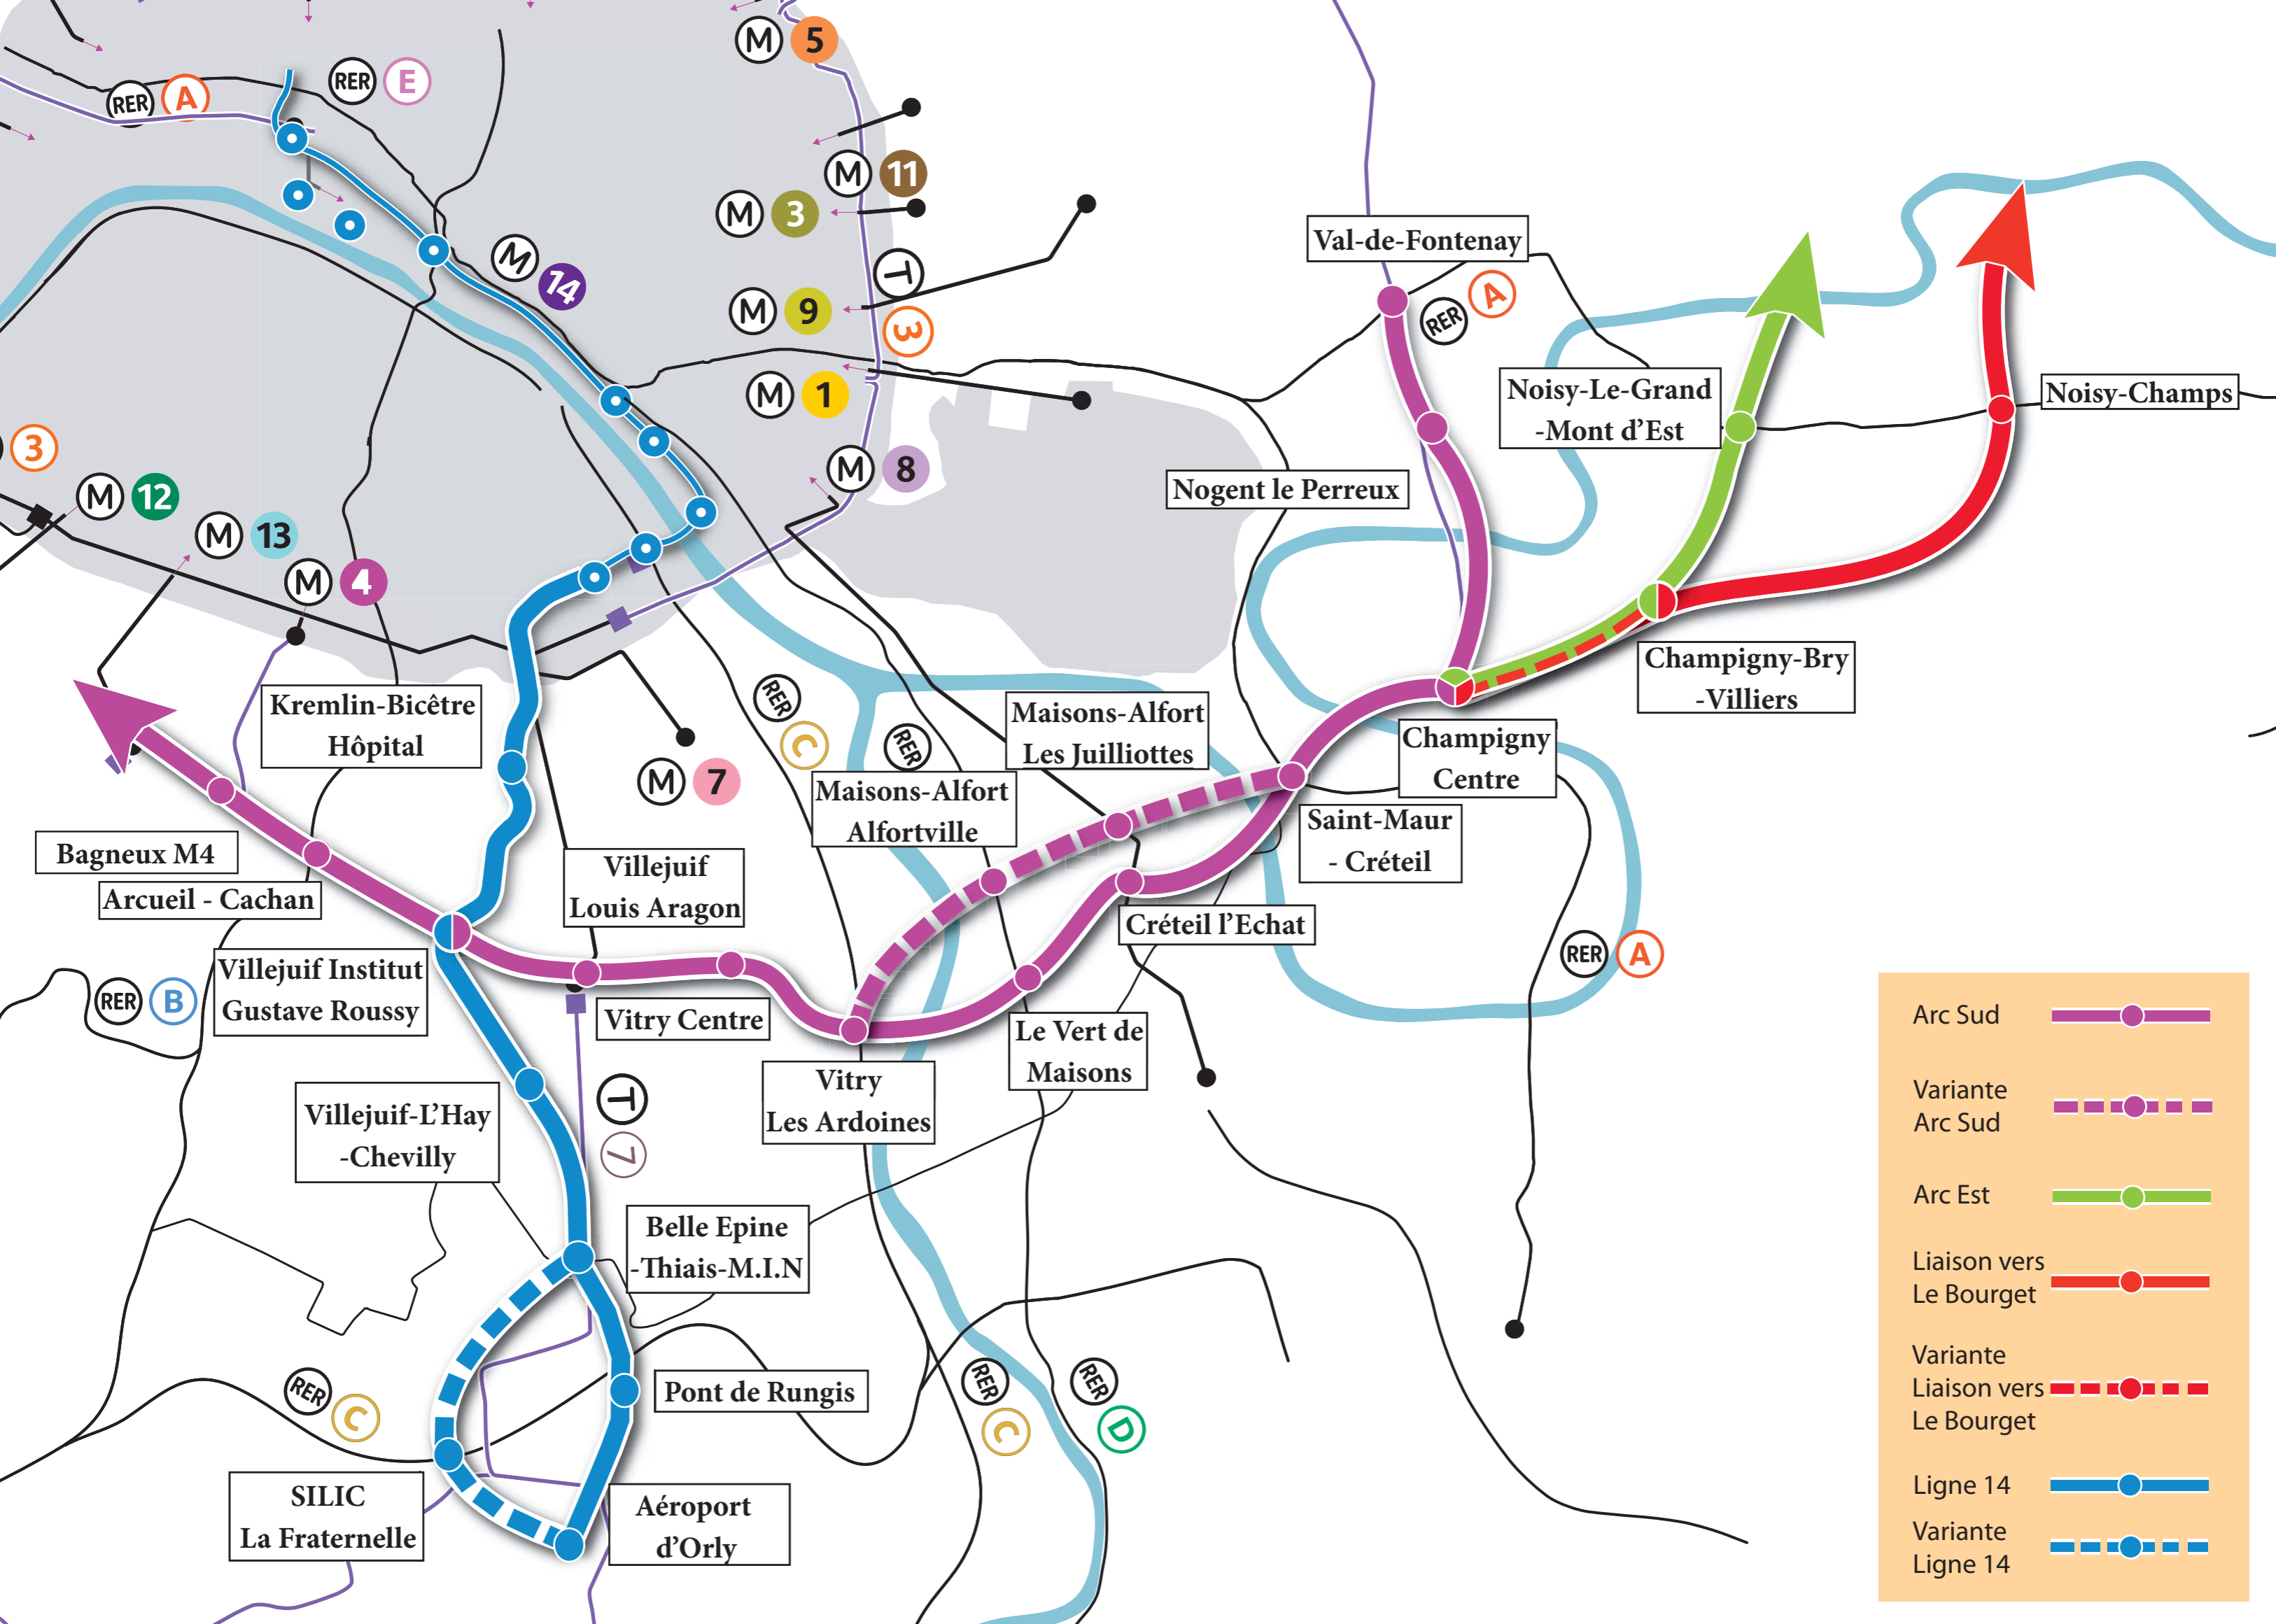 M 5
RER E
RER A
M 11
M 3
M 14
T 3
M 9
M 1
M 8
3
M 12
M 13
M 4
Val-de-Fontenay
RER A
Noisy-Le-Grand
-Mont d’Est
Noisy-Champs
Nogent le Perreux
Champigny-Bry
-Villiers
Kremlin-Bicêtre
Hôpital
RER C
RER
M 7
Maisons-Alfort
Les Juilliottes
Champigny
Centre
Maisons-Alfort
Alfortville
Saint-Maur
- Créteil
Bagneux M4
Arcueil - Cachan
Villejuif
Louis Aragon
Créteil l’Echat
RER A
Villejuif Institut
Gustave Roussy
RER B
Vitry Centre
Le Vert de
Maisons
Vitry
Les Ardoines
T 7
Villejuif-L’Hay
-Chevilly
Belle Epine
-Thiais-M.I.N
Pont de Rungis
RER C
RER C
RER D
SILIC
La Fraternelle
Aéroport
d’Orly
Arc Sud
Variante
Arc Sud
Arc Est
Liaison vers
Le Bourget
Variante
Liaison vers
Le Bourget
Ligne 14
Variante
Ligne 14